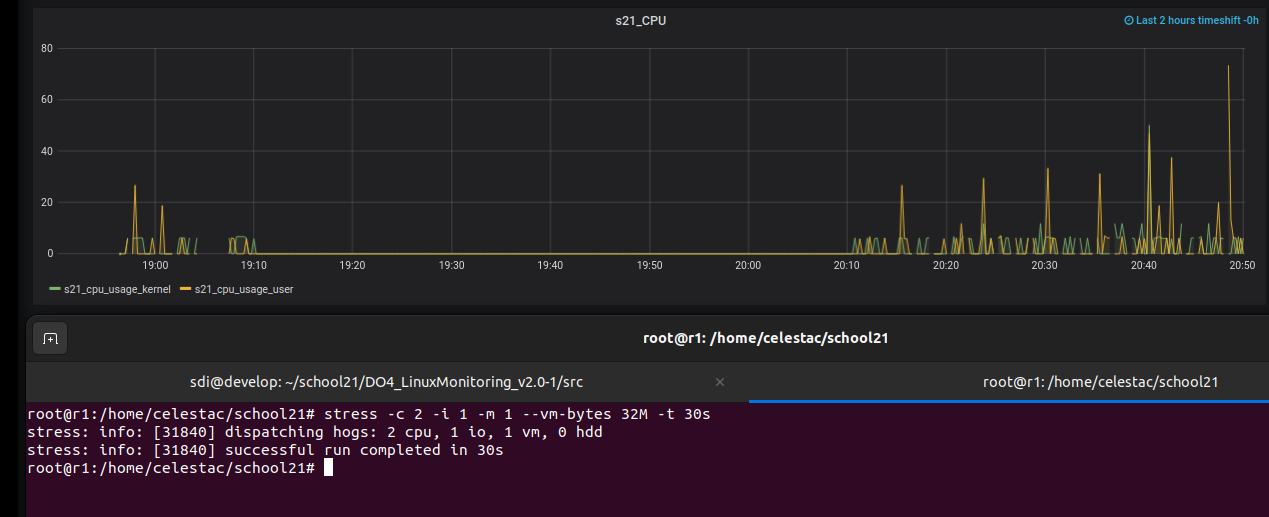 s21_CPU
Last 2 hours timeshift -0h
80
60
40
20
0
19:00 19:10 19:20 19:30 19:40 19:50 20:00 20:10 20:20 20:30 20:40 20:50
s21_cpu_usage_kernel s21_cpu_usage_user
root@r1: /home/celestac/school21
sdi@develop: ~/school21/DO4_LinuxMonitoring_v2.0-1/src × root@r1: /home/celestac/school21
root@r1:/home/celestac/school21# stress -c 2 -i 1 -m 1 --vm-bytes 32M -t 30s
stress: info: [31840] dispatching hogs: 2 cpu, 1 io, 1 vm, 0 hdd
stress: info: [31840] successful run completed in 30s
root@r1:/home/celestac/school21#